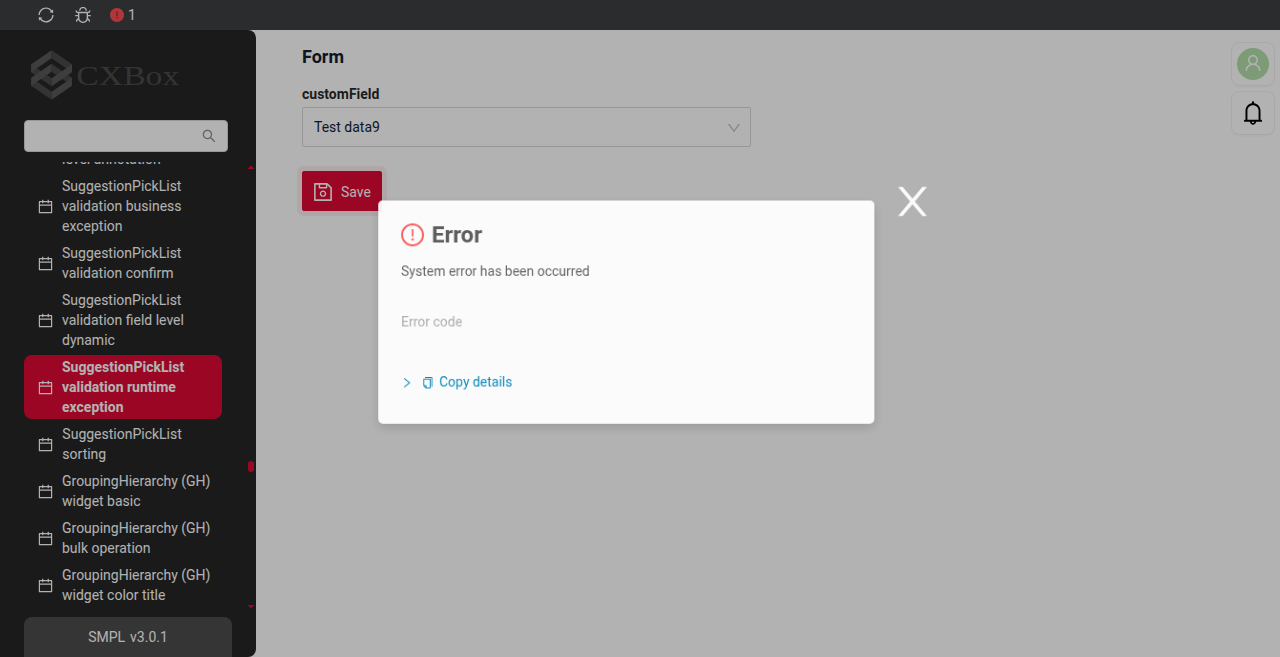 1
CXBox
level annotation
SuggestionPickList
validation business
exception
SuggestionPickList
validation confirm
SuggestionPickList
validation field level
dynamic
SuggestionPickList
validation runtime
exception
SuggestionPickList
sorting
GroupingHierarchy (GH)
widget basic
GroupingHierarchy (GH)
bulk operation
GroupingHierarchy (GH)
widget color title
SMPL v3.0.1
Form
customField
Test data9
Save
Error
System error has been occurred
Error code
Copy details